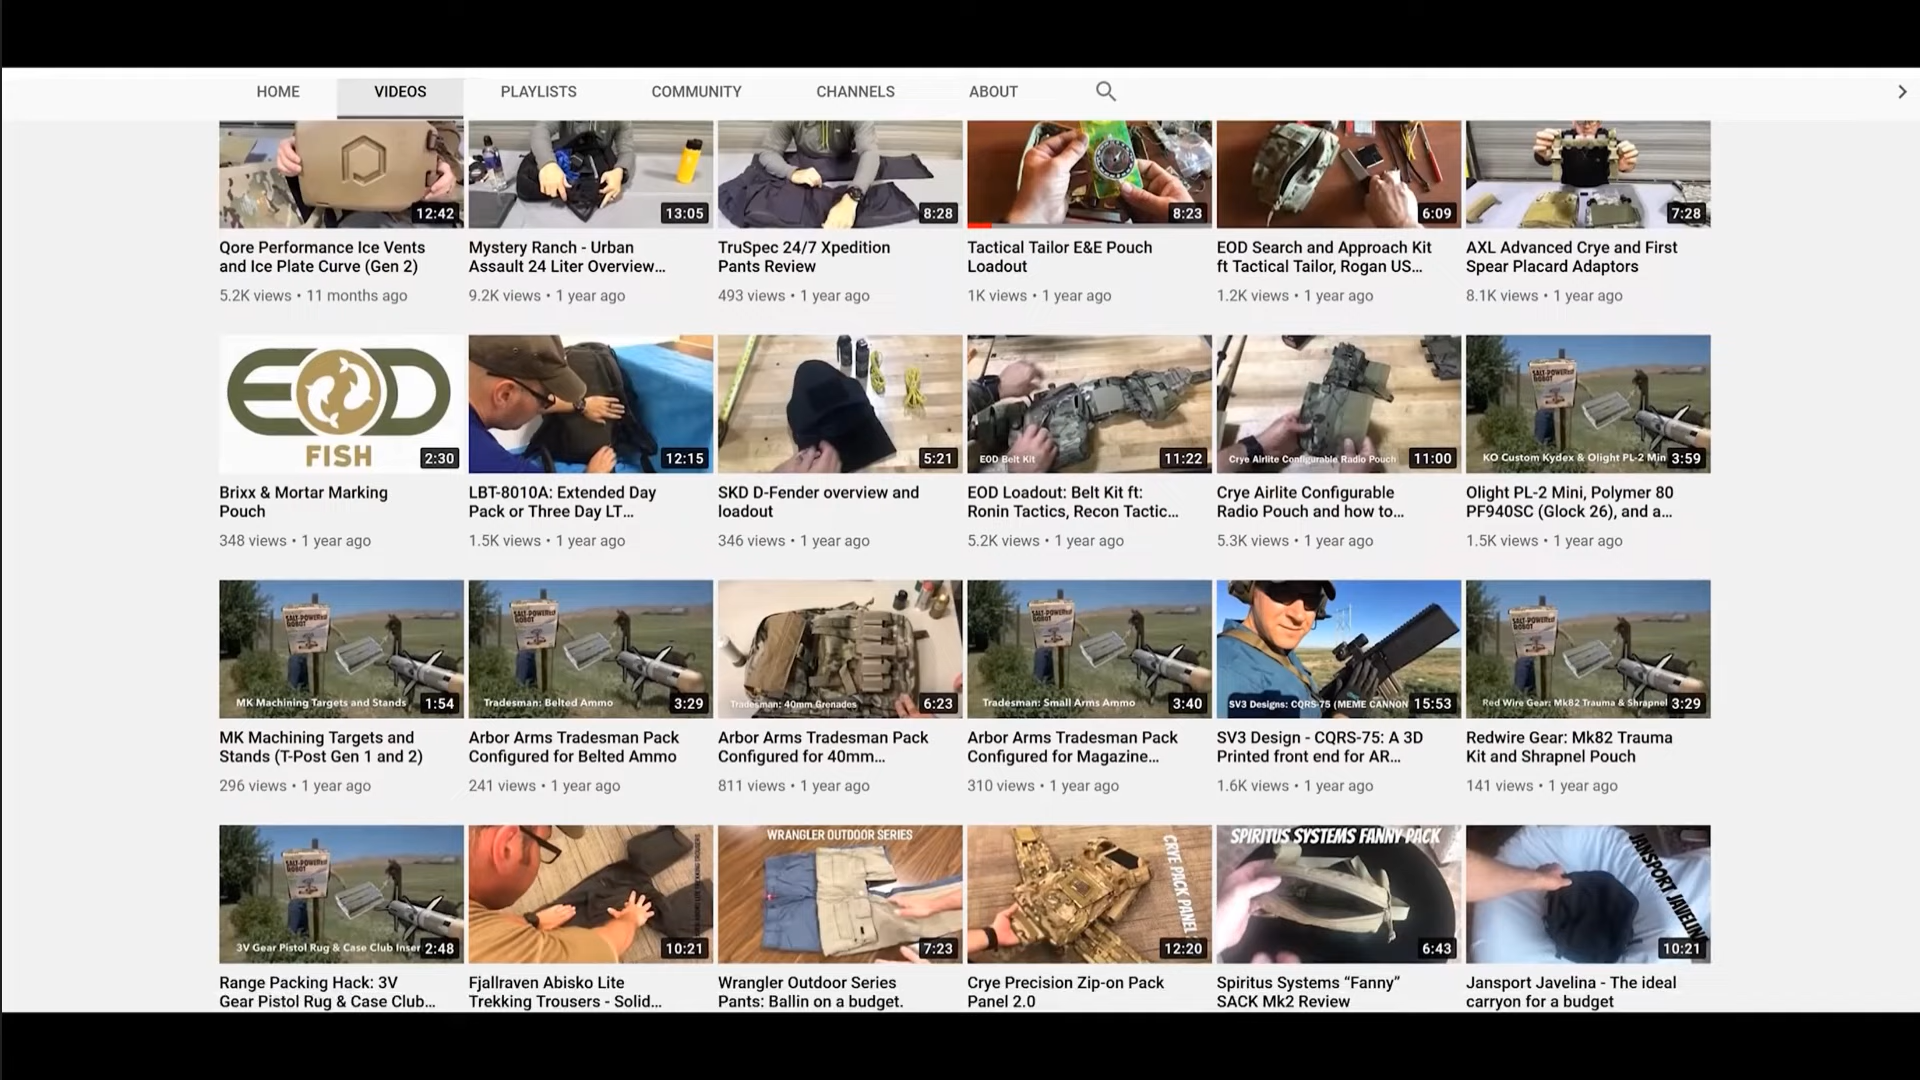 HOME
VIDEOS
PLAYLISTS
COMMUNITY
CHANNELS
ABOUT
12:42
13:05
8:28
8:23
6:09
7:28
Qore Performance Ice Vents
and Ice Plate Curve (Gen 2)
5.2K views • 11 months ago
Mystery Ranch - Urban
Assault 24 Liter Overview...
9.2K views • 1 year ago
TruSpec 24/7 Xpedition
Pants Review
493 views • 1 year ago
Tactical Tailor E&E Pouch
Loadout
1K views • 1 year ago
EOD Search and Approach Kit
ft Tactical Tailor, Rogan US...
1.2K views • 1 year ago
AXL Advanced Crye and First
Spear Placard Adaptors
8.1K views • 1 year ago
EOD
FISH
2:30
12:15
5:21
EOD Belt Kit
11:22
Crye Airlite Configurable Radio Pouch
11:00
SALT-POWERED
ROBOT
KO Custom Kydex & Olight PL-2 Min
3:59
Brixx & Mortar Marking
Pouch
348 views • 1 year ago
LBT-8010A: Extended Day
Pack or Three Day LT...
1.5K views • 1 year ago
SKD D-Fender overview and
loadout
346 views • 1 year ago
EOD Loadout: Belt Kit ft:
Ronin Tactics, Recon Tactic...
5.2K views • 1 year ago
Crye Airlite Configurable
Radio Pouch and how to...
5.3K views • 1 year ago
Olight PL-2 Mini, Polymer 80
PF940SC (Glock 26), and a...
1.5K views • 1 year ago
SALT-POWERED
ROBOT
MK Machining Targets and Stands
1:54
SALT-POWERED
ROBOT
Tradesman: Belted Ammo
3:29
Tradesman: 40mm Grenades
6:23
SALT-POWERED
ROBOT
Tradesman: Small Arms Ammo
3:40
SV3 Designs: CQRS-75 (MEME CANNON
15:53
SALT-POWERED
ROBOT
Red Wire Gear: Mk82 Trauma & Shrapnel
3:29
MK Machining Targets and
Stands (T-Post Gen 1 and 2)
296 views • 1 year ago
Arbor Arms Tradesman Pack
Configured for Belted Ammo
241 views • 1 year ago
Arbor Arms Tradesman Pack
Configured for 40mm...
811 views • 1 year ago
Arbor Arms Tradesman Pack
Configured for Magazine...
310 views • 1 year ago
SV3 Design - CQRS-75: A 3D
Printed front end for AR...
1.6K views • 1 year ago
Redwire Gear: Mk82 Trauma
Kit and Shrapnel Pouch
141 views • 1 year ago
SALT-POWERED
ROBOT
3V Gear Pistol Rug & Case Club Inser
2:48
10:21
WRANGLER OUTDOOR SERIES
7:23
CRYE PACK PANEL
12:20
SPIRITUS SYSTEMS FANNY PACK
6:43
JANSPORT JAVELIN
10:21
Range Packing Hack: 3V
Gear Pistol Rug & Case Club...
Fjallraven Abisko Lite
Trekking Trousers - Solid...
Wrangler Outdoor Series
Pants: Ballin on a budget.
Crye Precision Zip-on Pack
Panel 2.0
Spiritus Systems “Fanny”
SACK Mk2 Review
Jansport Javelina - The ideal
carryon for a budget